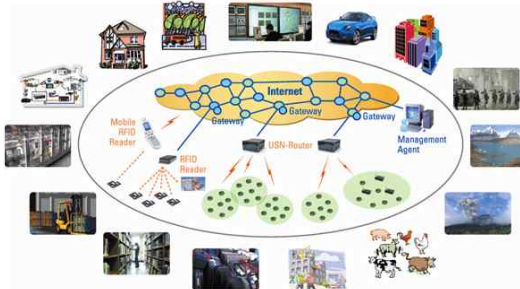 Internet
Gateway
Gateway
Gateway
Mobile
RFID
Reader
USN-Router
Management
Agent
RFID
Reader